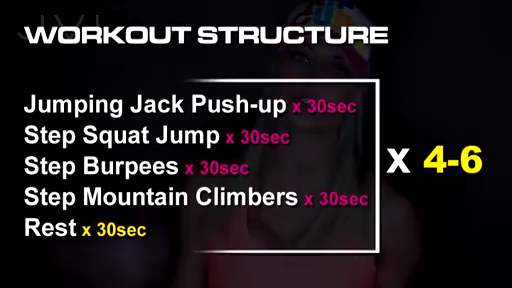 WORKOUT STRUCTURE
Jumping Jack Push-up x 30sec
Step Squat Jump x 30sec
Step Burpees x 30sec
Step Mountain Climbers x 30sec
Rest x 30sec
x 4-6